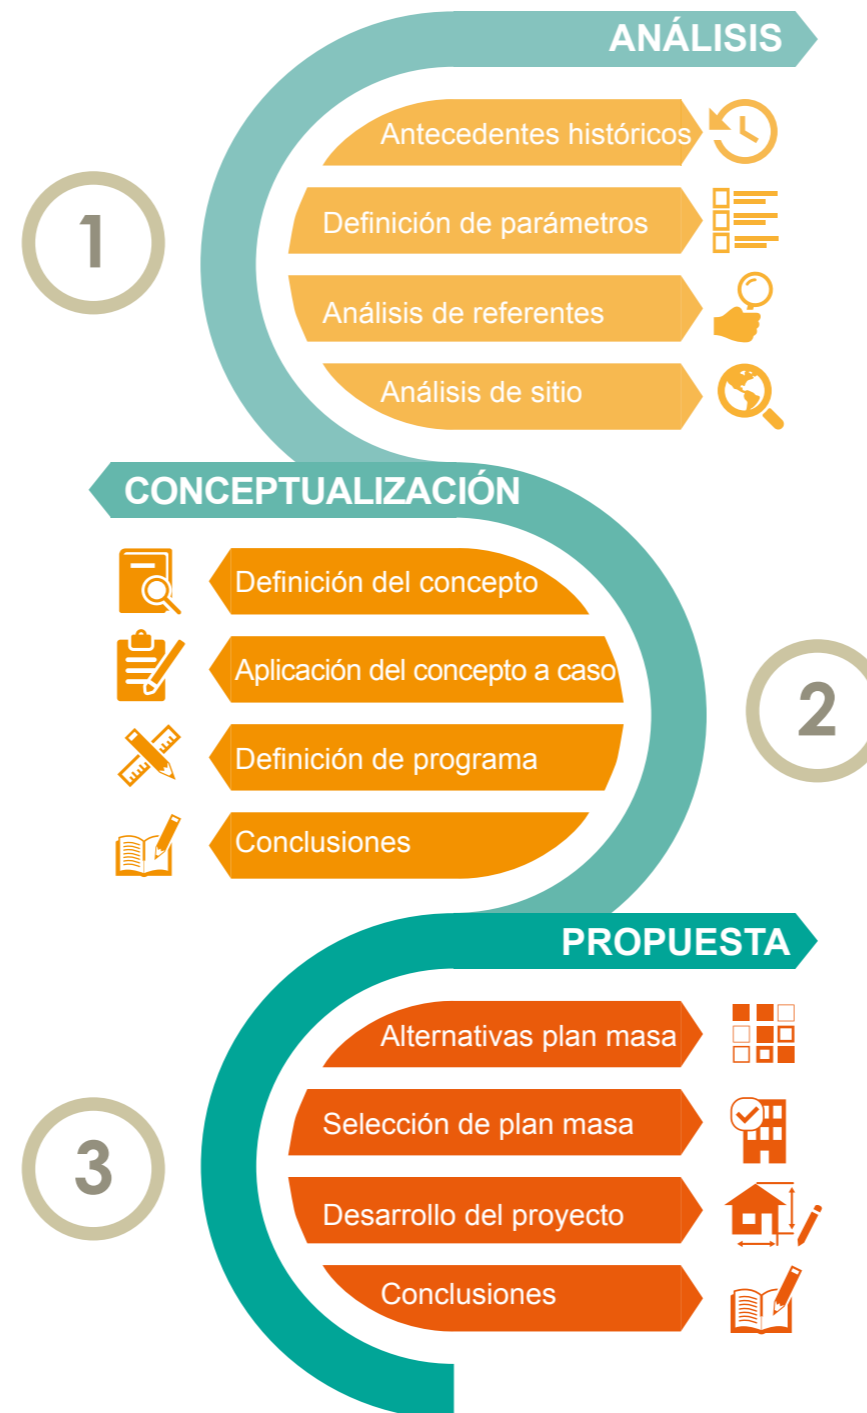 ANÁLISIS
1
Antecedentes históricos
Definición de parámetros
Análisis de referentes
Análisis de sitio
CONCEPTUALIZACIÓN
2
Definición del concepto
Aplicación del concepto a caso
Definición de programa
Conclusiones
PROPUESTA
3
Alternativas plan masa
Selección de plan masa
Desarrollo del proyecto
Conclusiones